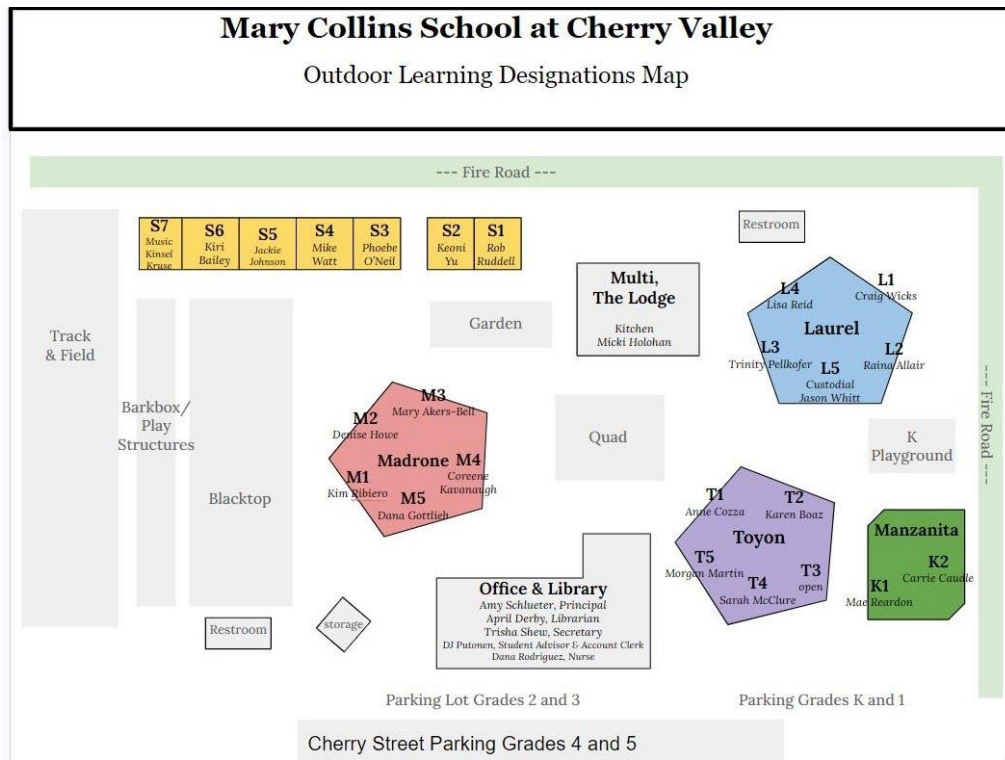 Mary Collins School at Cherry Valley
Outdoor Learning Designations Map
--- Fire Road ---
S7
Music
Kinsel
Kruse
S6
Kiri
Bailey
S5
Jackie
Johnson
S4
Mike
Watt
S3
Phoebe
O'Neil
S2
Keoni
Yu
S1
Rob
Ruddell
Restroom
Multi,
The Lodge
Kitchen
Micki Holohan
L4
Lisa Reid
L1
Craig Wicks
Laurel
L3
Trinity Pellkofer
L2
Raina Allair
L5
Custodial
Jason Whitt
Track
& Field
Garden
--- Fire Road ---
Barkbox/
Play
Structures
Blacktop
M3
Mary Akers-Bell
M2
Denise Howe
Madrone
M4
Coreene
Kavanaugh
M1
Kim Ribiero
M5
Dana Gottlieb
Quad
K
Playground
T1
Anne Cozza
T2
Karen Boaz
Toyon
T5
Morgan Martin
T4
Sarah McClure
T3
open
Manzanita
K2
Carrie Caudle
K1
Mae Reardon
Restroom
storage
Office & Library
Amy Schlueter, Principal
April Derby, Librarian
Trisha Shew, Secretary
DJ Putonen, Student Advisor & Account Clerk
Dana Rodriguez, Nurse
Parking Lot Grades 2 and 3
Parking Grades K and 1
Cherry Street Parking Grades 4 and 5